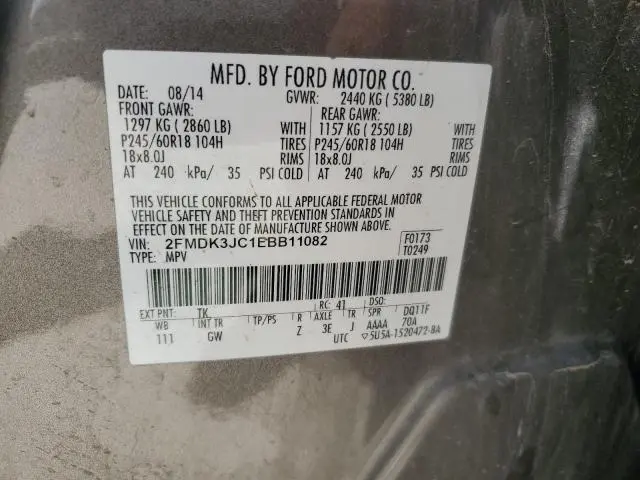 MFD. BY FORD MOTOR CO.
DATE: 08/14 GVWR: 2440 KG ( 5380 LB)
FRONT GAWR: REAR GAWR:
1297 KG ( 2860 LB) WITH 1157 KG ( 2550 LB) WITH
P245/60R18 104H TIRES P245/60R18 104H TIRES
18x8.0J RIMS 18x8.0J RIMS
AT 240 kPa/ 35 PSI COLD AT 240 kPa/ 35 PSI COLD
THIS VEHICLE CONFORMS TO ALL APPLICABLE FEDERAL MOTOR
VEHICLE SAFETY AND THEFT PREVENTION STANDARDS IN
EFFECT ON THE DATE OF MANUFACTURE SHOWN ABOVE.
VIN: 2FMDK3JC1EBB11082 F0173
TYPE: MPV T0249
EXT PNT: TK RC: 41 DSO:
WB INT TR TP/PS R AXLE TR SPR DQ11F
111 GW Z 3E J AAAA 70A
UTC ▽5U5A-1520472-BA